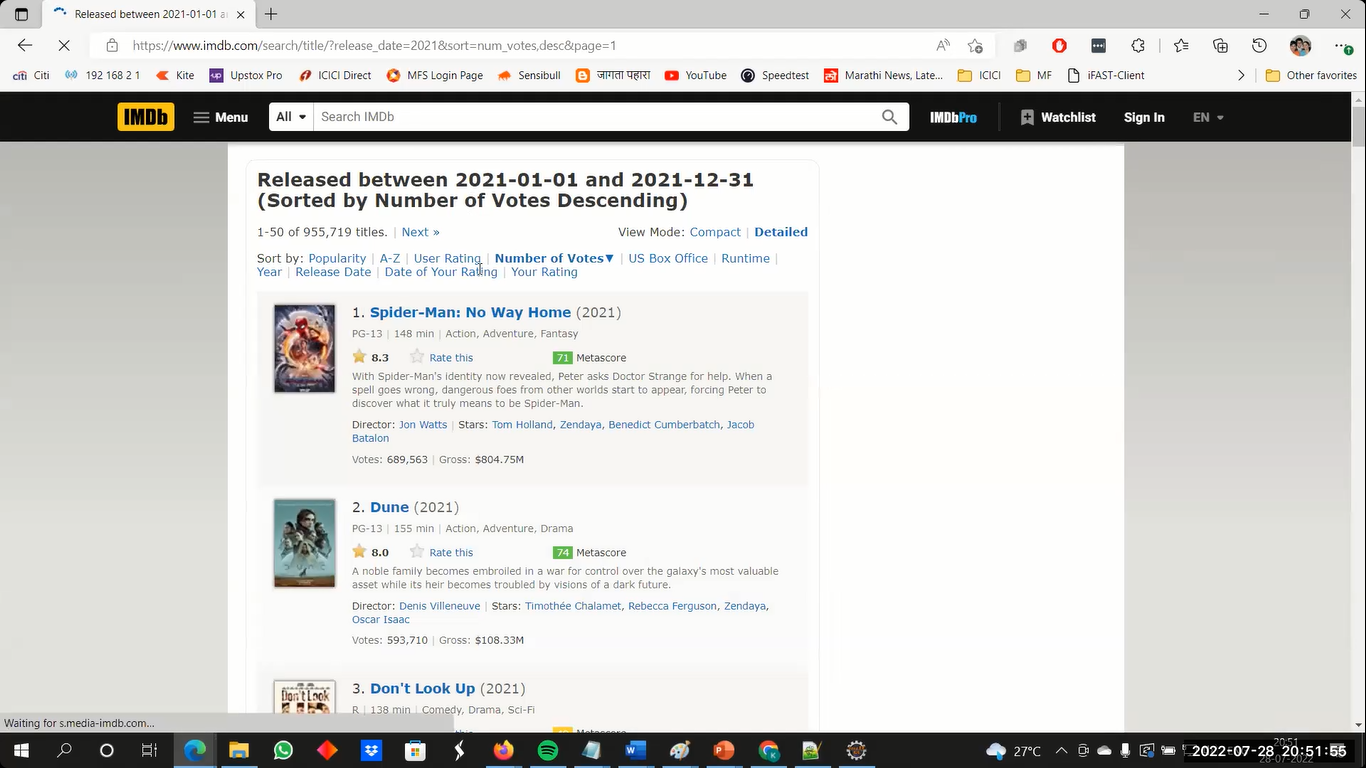 Released between 2021-01-01 a
https://www.imdb.com/search/title/?release_date=2021&sort=num_votes,desc&page=1
Citi 192 168 2 1 Kite Upstox Pro ICICI Direct MFS Login Page Sensibull जागता पहारा YouTube Speedtest Marathi News, Late... ICICI MF iFAST-Client Other favorites
IMDb Menu All Search IMDb IMDbPro Watchlist Sign In EN
Released between 2021-01-01 and 2021-12-31
(Sorted by Number of Votes Descending)
1-50 of 955,719 titles. | Next » View Mode: Compact | Detailed
Sort by: Popularity | A-Z | User Rating | Number of Votes▼ | US Box Office | Runtime |
Year | Release Date | Date of Your Rating | Your Rating
1. Spider-Man: No Way Home (2021)
PG-13 | 148 min | Action, Adventure, Fantasy
8.3 Rate this 71 Metascore
With Spider-Man's identity now revealed, Peter asks Doctor Strange for help. When a
spell goes wrong, dangerous foes from other worlds start to appear, forcing Peter to
discover what it truly means to be Spider-Man.
Director: Jon Watts | Stars: Tom Holland, Zendaya, Benedict Cumberbatch, Jacob
Batalon
Votes: 689,563 | Gross: $804.75M
2. Dune (2021)
PG-13 | 155 min | Action, Adventure, Drama
8.0 Rate this 74 Metascore
A noble family becomes embroiled in a war for control over the galaxy's most valuable
asset while its heir becomes troubled by visions of a dark future.
Director: Denis Villeneuve | Stars: Timothée Chalamet, Rebecca Ferguson, Zendaya,
Oscar Isaac
Votes: 593,710 | Gross: $108.33M
3. Don't Look Up (2021)
Don't Look
R | 138 min | Comedy, Drama, Sci-Fi
Waiting for s.media-imdb.com...
Metascore
27°C 2022-07-28 20:51:55